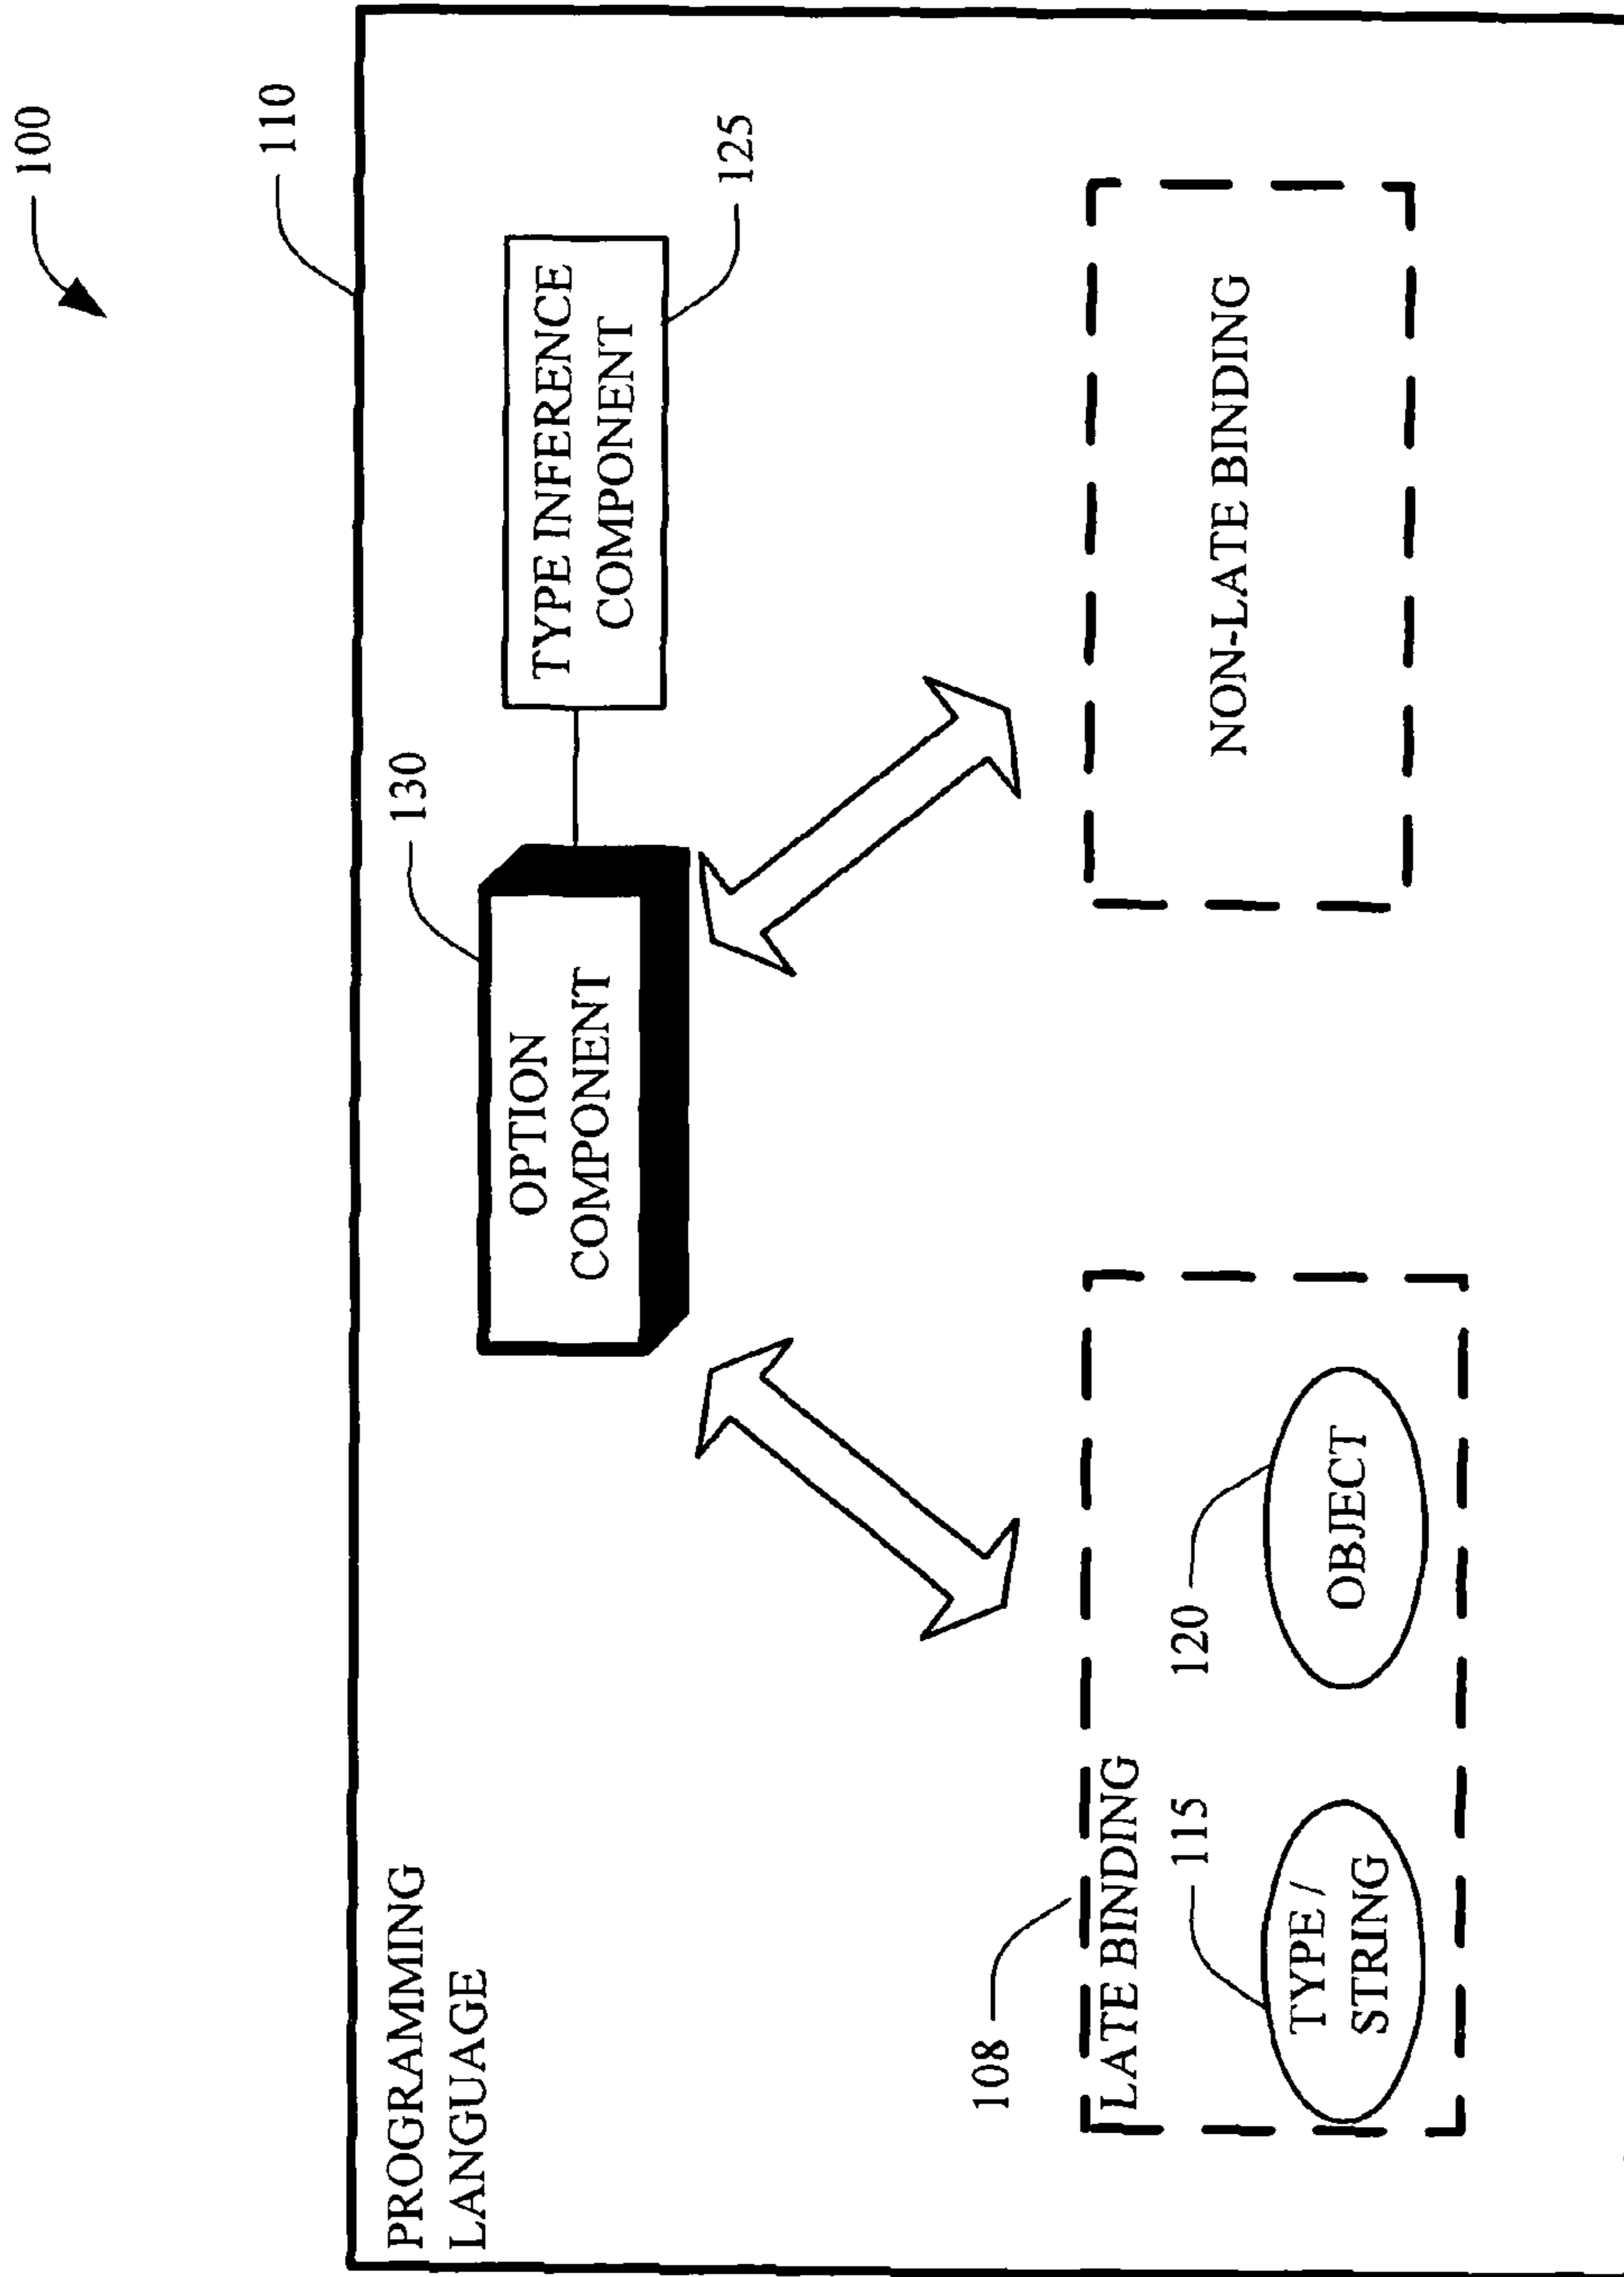 100
110
PROGRAMMING
LANGUAGE
130
OPTION
COMPONENT
TYPE INFERENCE
COMPONENT
125
108
LATE BINDING
115
TYPE /
STRING
120
OBJECT
NON-LATE BINDING